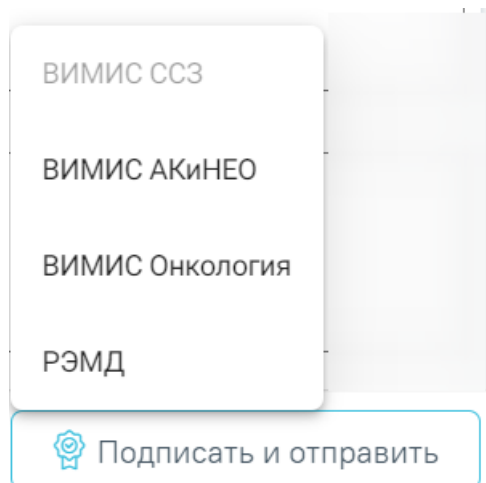 ВИМИС ССЗ
ВИМИС АКиНЕО
ВИМИС Онкология
РЭМД
Подписать и отправить